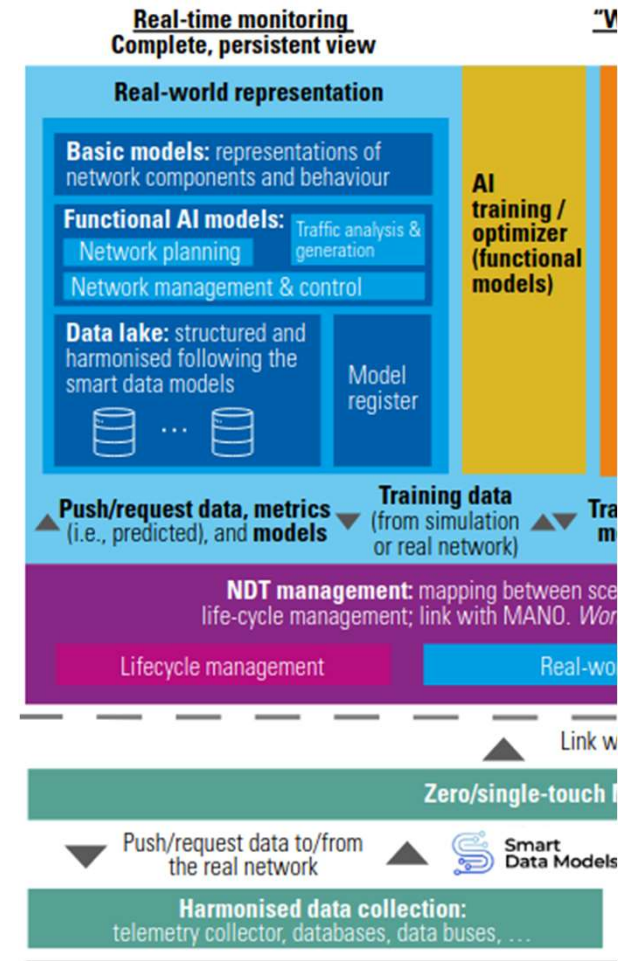 Real-time monitoring
Complete, persistent view
"W
Real-world representation
Basic models: representations of
network components and behaviour
Functional AI models:
Network planning
Traffic analysis &
generation
Network management & control
Data lake: structured and
harmonised following the
smart data models
...
Model
register
AI
training /
optimizer
(functional
models)
Push/request data, metrics
(i.e., predicted), and models
Training data
(from simulation
or real network)
Tra
m
NDT management: mapping between sce
life-cycle management; link with MANO. Wor
Lifecycle management
Real-wo
Link w
Zero/single-touch
Push/request data to/from
the real network
Smart
Data Models
Harmonised data collection:
telemetry collector, databases, data buses, ...